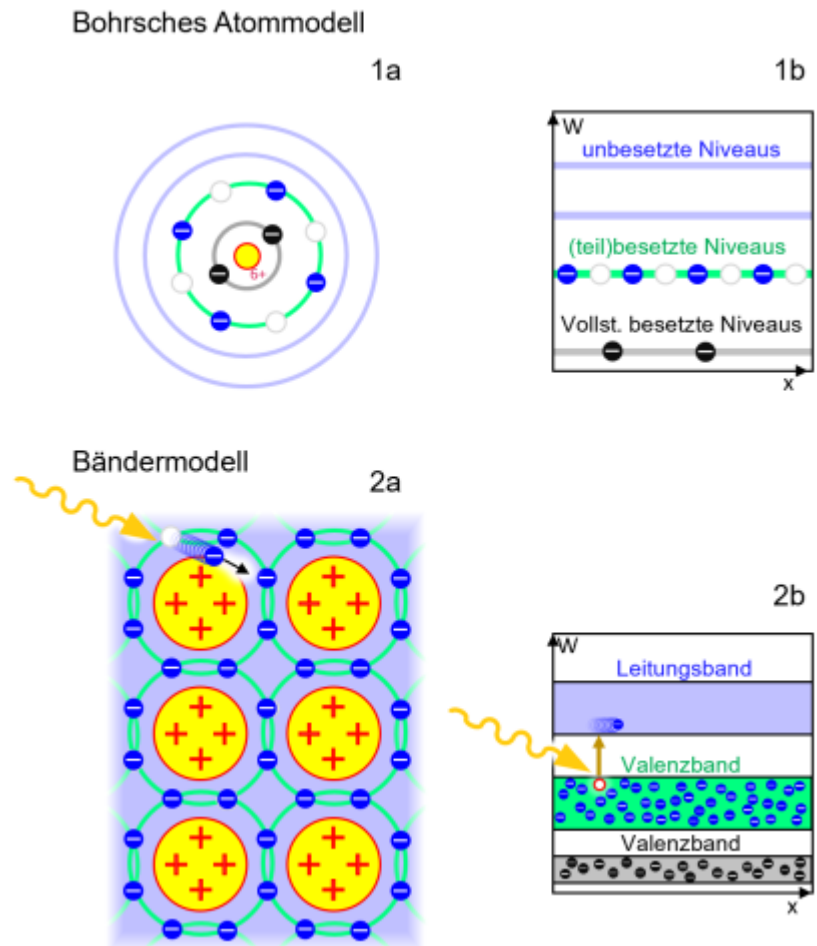 Bohrsches Atommodell
1a
1b
W
unbesetzte Niveaus
(teil)besetzte Niveaus
Vollst. besetzte Niveaus
x
6+
Bändermodell
2a
2b
W
Leitungsband
Valenzband
Valenzband
x